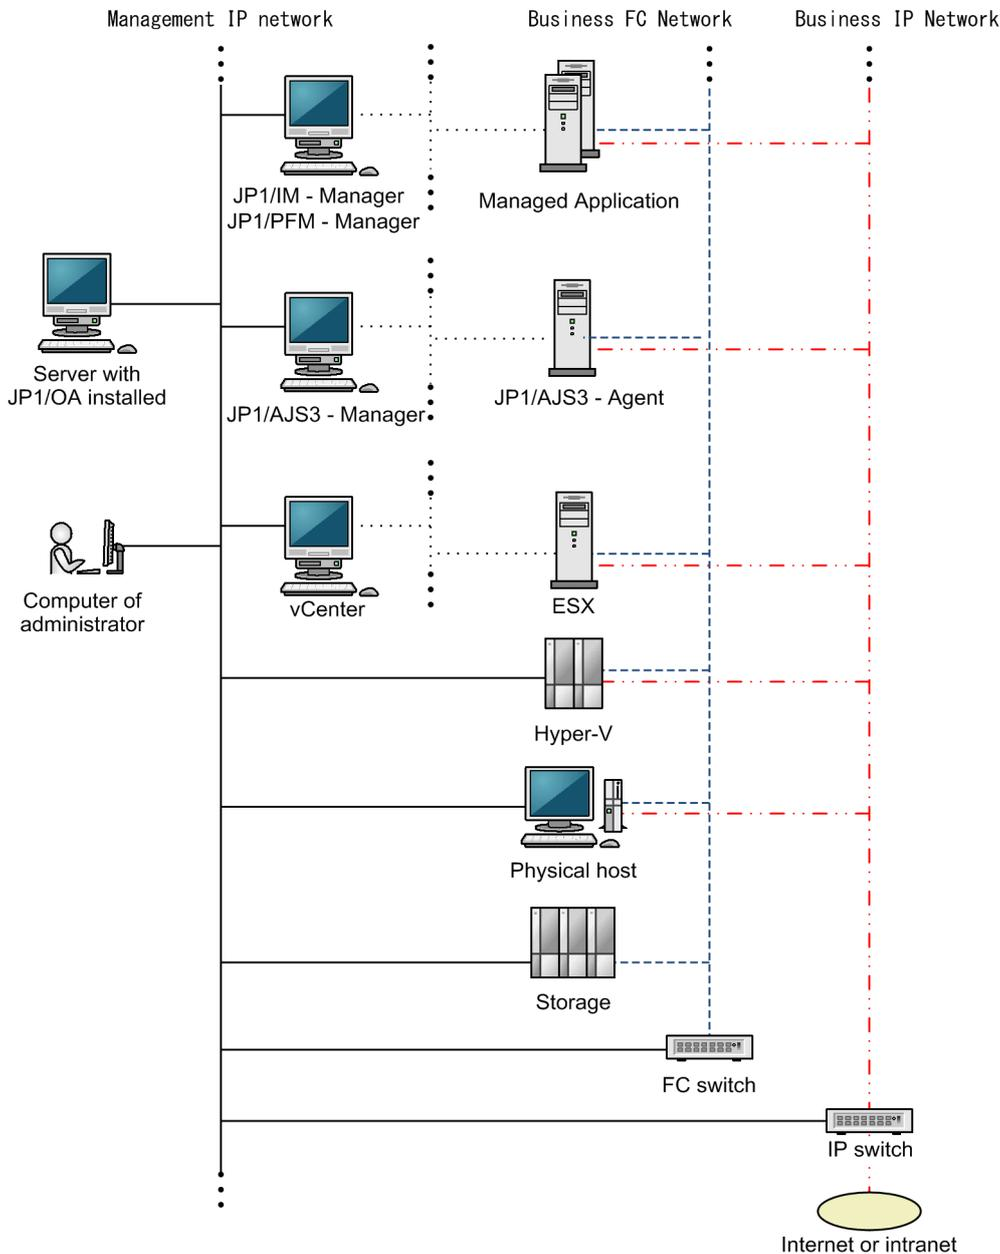 Management IP network
Business FC Network
Business IP Network
JP1/IM - Manager
JP1/PFM - Manager
Managed Application
Server with
JP1/OA installed
JP1/AJS3 - Manager
JP1/AJS3 - Agent
Computer of
administrator
vCenter
ESX
Hyper-V
Physical host
Storage
FC switch
IP switch
Internet or intranet